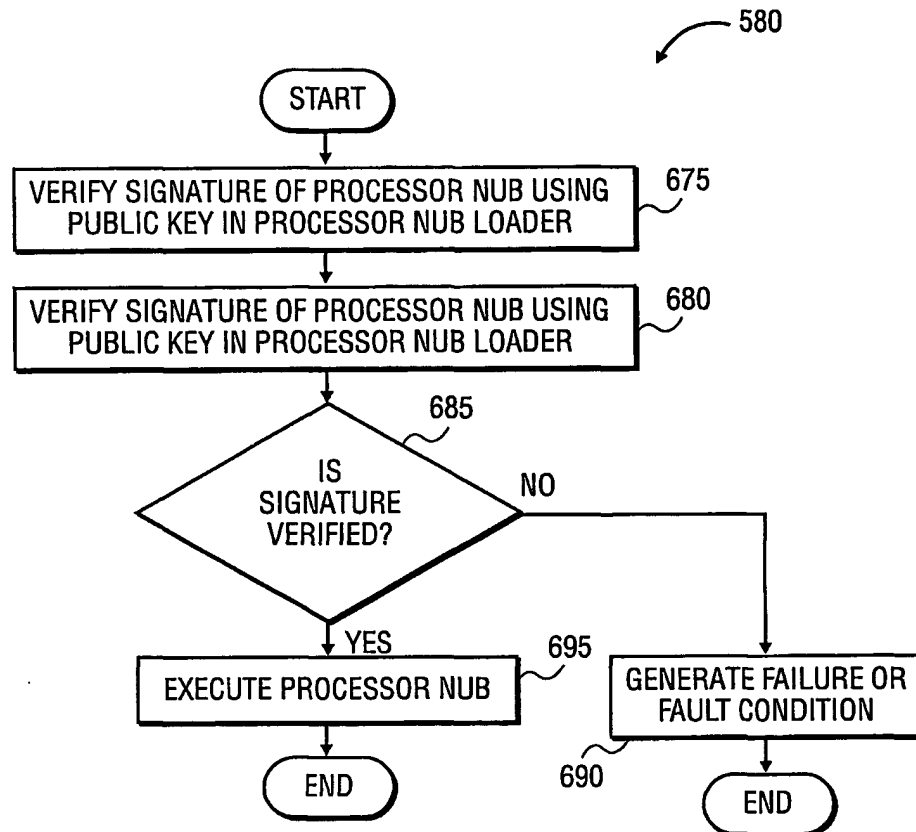 580
START
VERIFY SIGNATURE OF PROCESSOR NUB USING
PUBLIC KEY IN PROCESSOR NUB LOADER
675
VERIFY SIGNATURE OF PROCESSOR NUB USING
PUBLIC KEY IN PROCESSOR NUB LOADER
680
685
IS
SIGNATURE
VERIFIED?
NO
YES
EXECUTE PROCESSOR NUB
695
GENERATE FAILURE OR
FAULT CONDITION
690
END
END